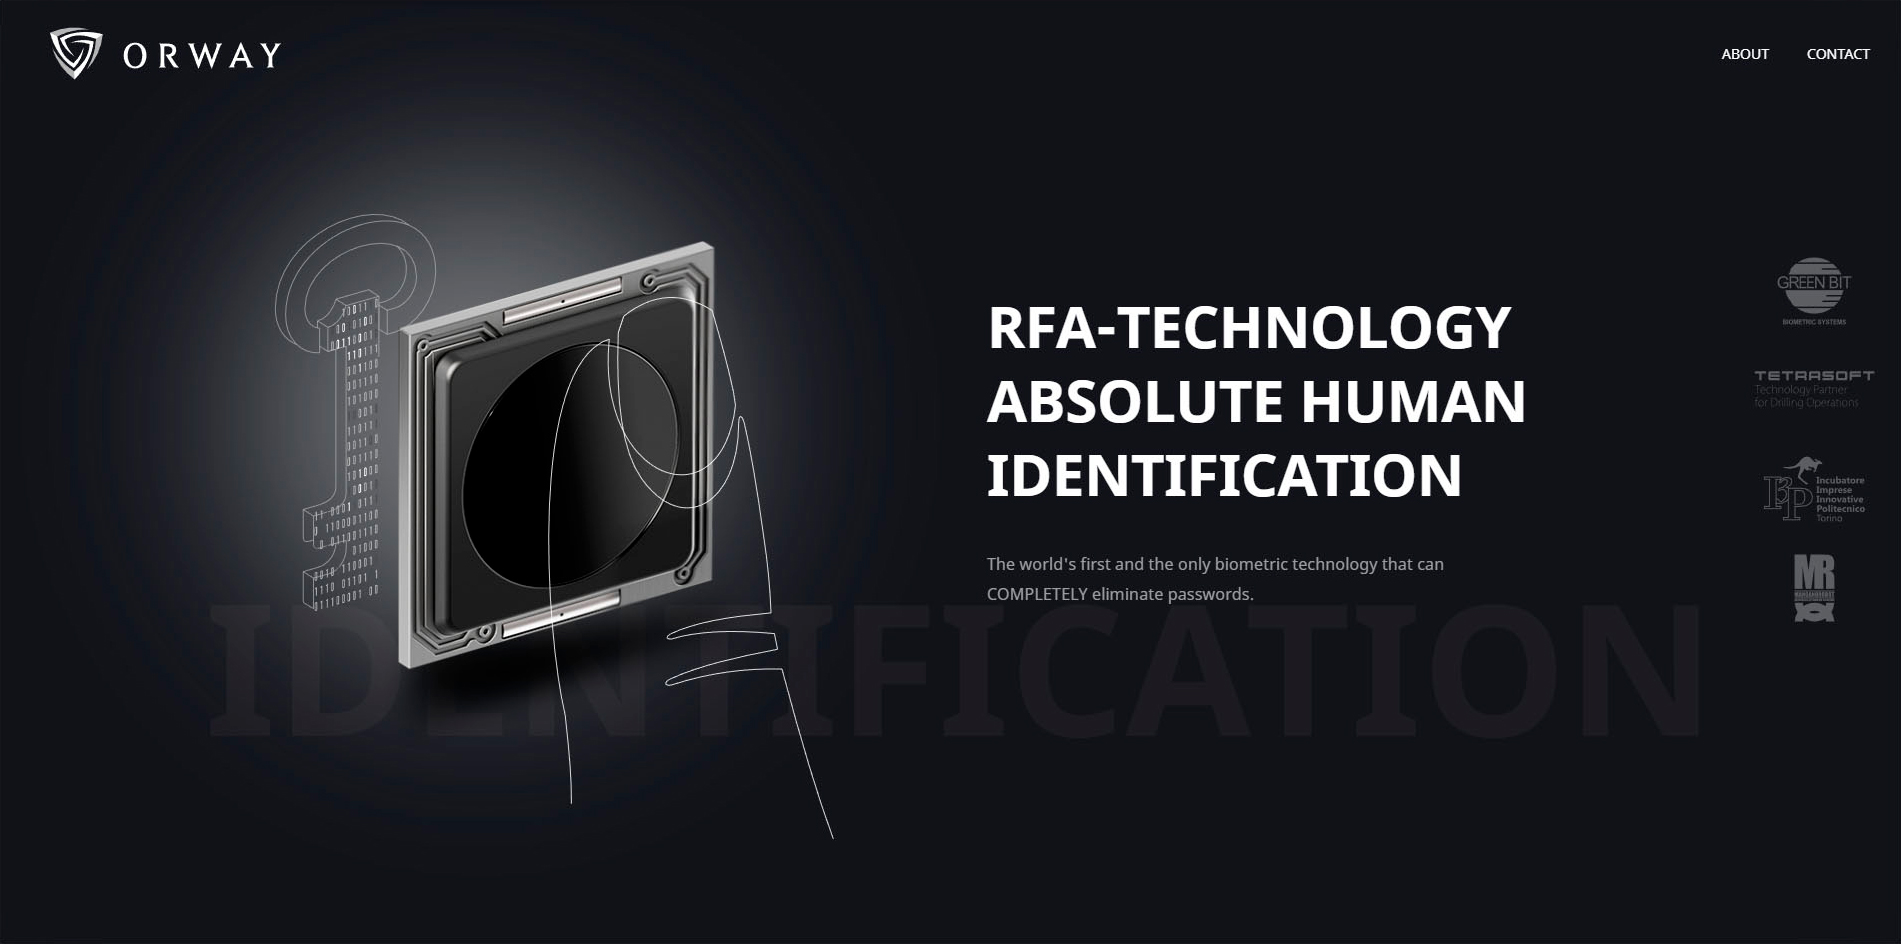 ORWAY
ABOUT
CONTACT
RFA-TECHNOLOGY
ABSOLUTE HUMAN
IDENTIFICATION
The world's first and the only biometric technology that can
COMPLETELY eliminate passwords.
IDENTIFICATION
GREEN BIT
BIOMETRIC SYSTEMS
TETRASOFT
Technology Partner
for Drilling Operations
I3P
Incubatore
Imprese
Innovative
Politecnico
Torino
MR